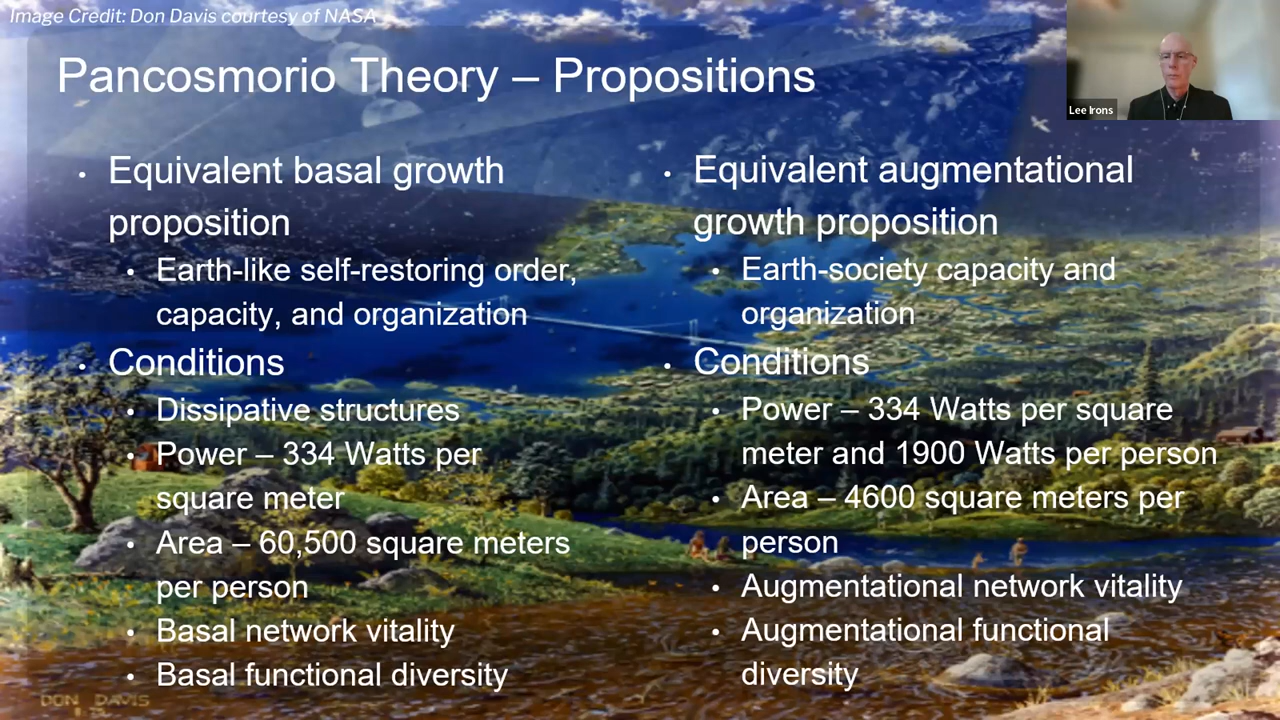 Image Credit: Don Davis courtesy of NASA
Pancosmorio Theory – Propositions
Lee Irons
• Equivalent basal growth
proposition
• Earth-like self-restoring order,
capacity, and organization
• Conditions
• Dissipative structures
• Power – 334 Watts per
square meter
• Area – 60,500 square meters
per person
• Basal network vitality
• Basal functional diversity
• Equivalent augmentational
growth proposition
• Earth-society capacity and
organization
• Conditions
• Power – 334 Watts per square
meter and 1900 Watts per person
• Area – 4600 square meters per
person
• Augmentational network vitality
• Augmentational functional
diversity
DON DAVIS